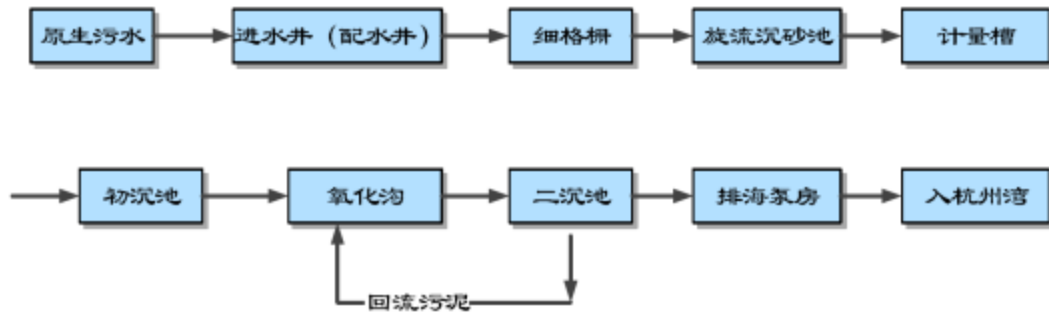 原生污水
进水井（配水井）
细格栅
旋流沉砂池
计量槽
初沉池
氧化沟
二沉池
排海泵房
入杭州湾
回流污泥